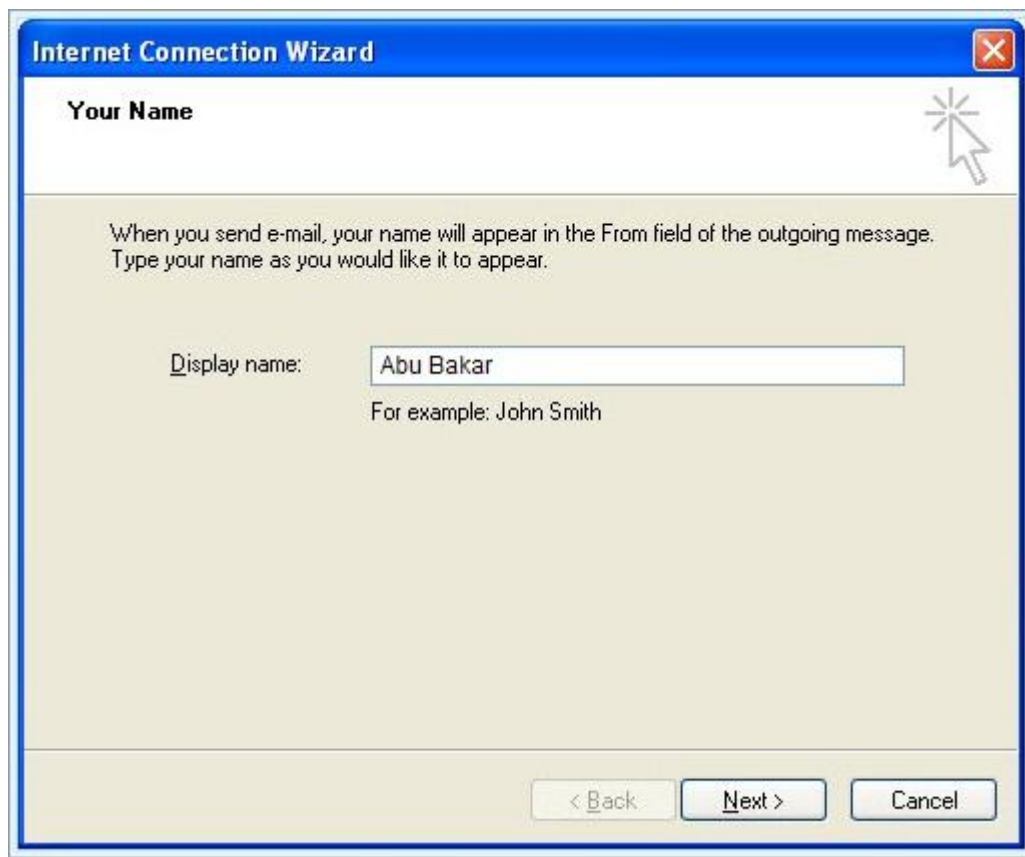 Internet Connection Wizard
Your Name
When you send e-mail, your name will appear in the From field of the outgoing message.
Type your name as you would like it to appear.
Display name: Abu Bakar
For example: John Smith
< Back Next > Cancel